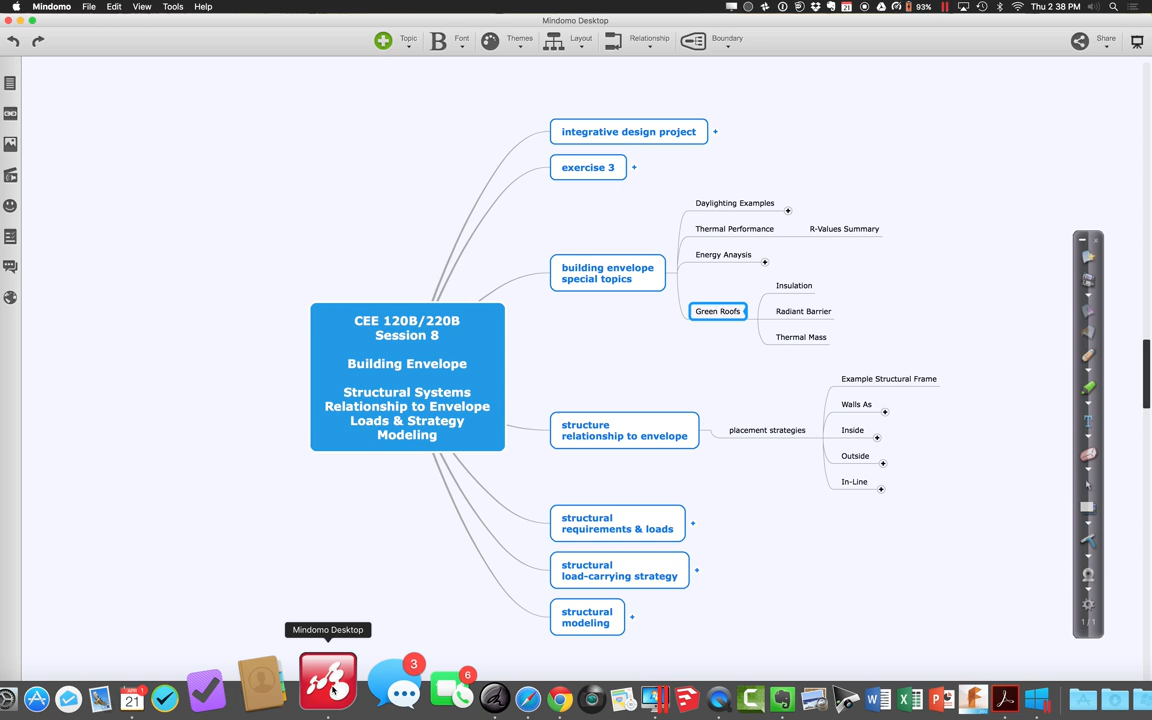 Mindomo File Edit View Tools Help
93% Thu 2:38 PM
21
Mindomo Desktop
Topic Font Themes Layout Relationship Boundary Share
integrative design project
exercise 3
Daylighting Examples
Thermal Performance R-Values Summary
Energy Anaysis
building envelope
special topics
Insulation
Green Roofs
Radiant Barrier
Thermal Mass
CEE 120B/220B
Session 8
Building Envelope
Structural Systems
Relationship to Envelope
Loads & Strategy
Modeling
Example Structural Frame
Walls As
structure
relationship to envelope
placement strategies
Inside
Outside
In-Line
structural
requirements & loads
structural
load-carrying strategy
structural
modeling
1 / 1
Mindomo Desktop
3
6
21